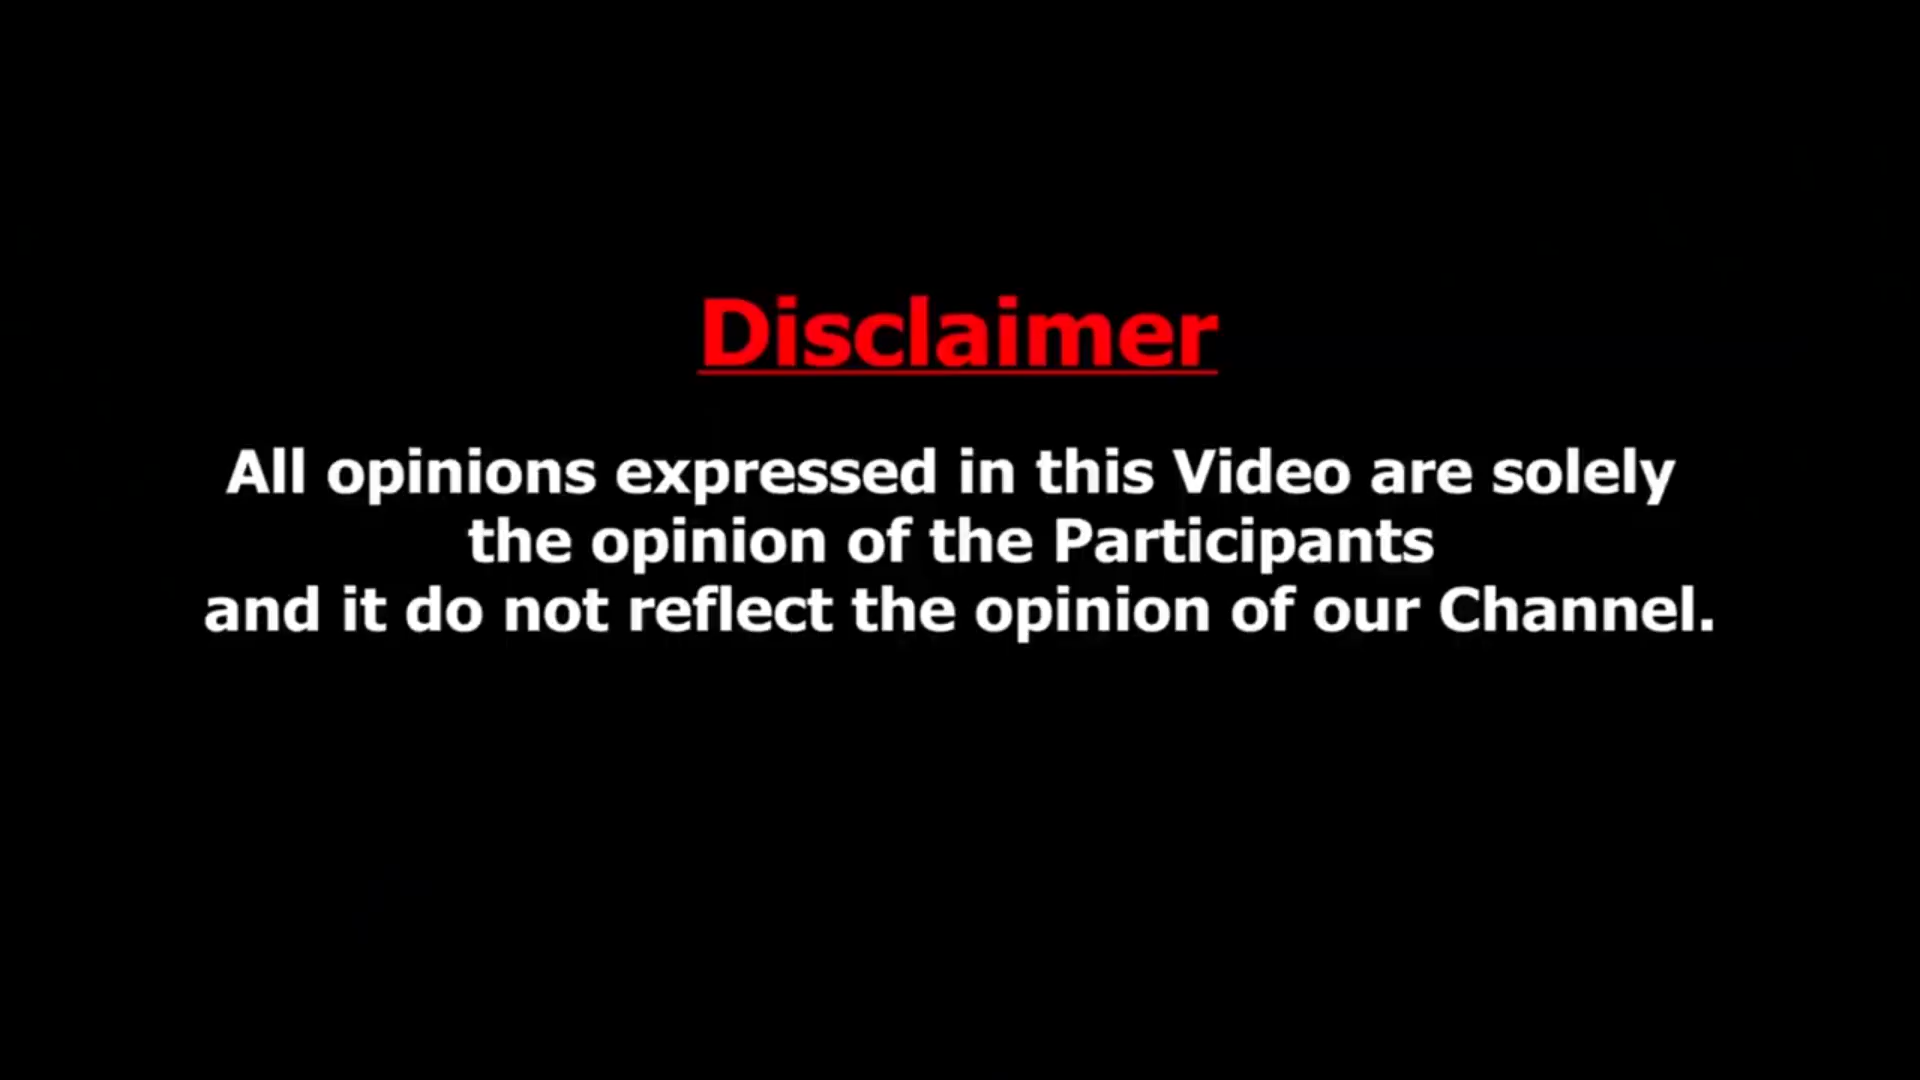 Disclaimer
All opinions expressed in this Video are solely
the opinion of the Participants
and it do not reflect the opinion of our Channel.